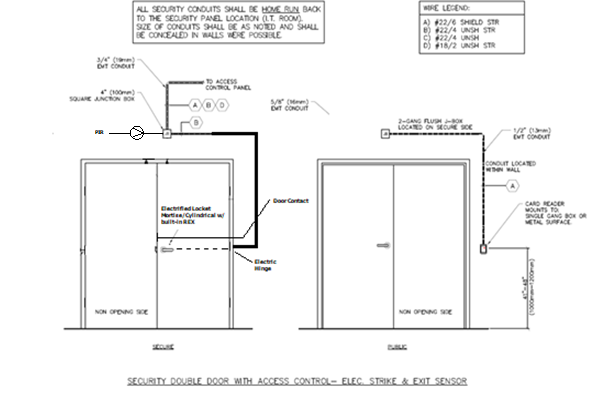 ALL SECURITY CONDUITS SHALL BE HOME RUN BACK
TO THE SECURITY PANEL LOCATION (I.T. ROOM).
SIZE OF CONDUITS SHALL BE AS NOTED AND SHALL
BE CONCEALED IN WALLS WERE POSSIBLE.
WIRE LEGEND:
A) #22/6 SHIELD STR
B) #22/4 UNSH STR
C) #22/4 UNSH
D) #18/2 UNSH STR
3/4" (19mm)
EMT CONDUIT
TO ACCESS
CONTROL PANEL
4" (100mm)
SQUARE JUNCTION BOX
A B D
B
PIR
5/8" (16mm)
EMT CONDUIT
2-GANG FLUSH J-BOX
LOCATED ON SECURE SIDE
1/2" (13mm)
EMT CONDUIT
CONDUIT LOCATED
WITHIN WALL
A
CARD READER
MOUNTS TO:
SINGLE GANG BOX OR
METAL SURFACE.
Door Contact
Electrified Locket
Mortise/Cylindrical w/
built-in REX
Electric
Hinge
41"-48"
(1000mm-1200mm)
NON OPENING SIDE
NON OPENING SIDE
SECURE
PUBLIC
SECURITY DOUBLE DOOR WITH ACCESS CONTROL- ELEC. STRIKE & EXIT SENSOR